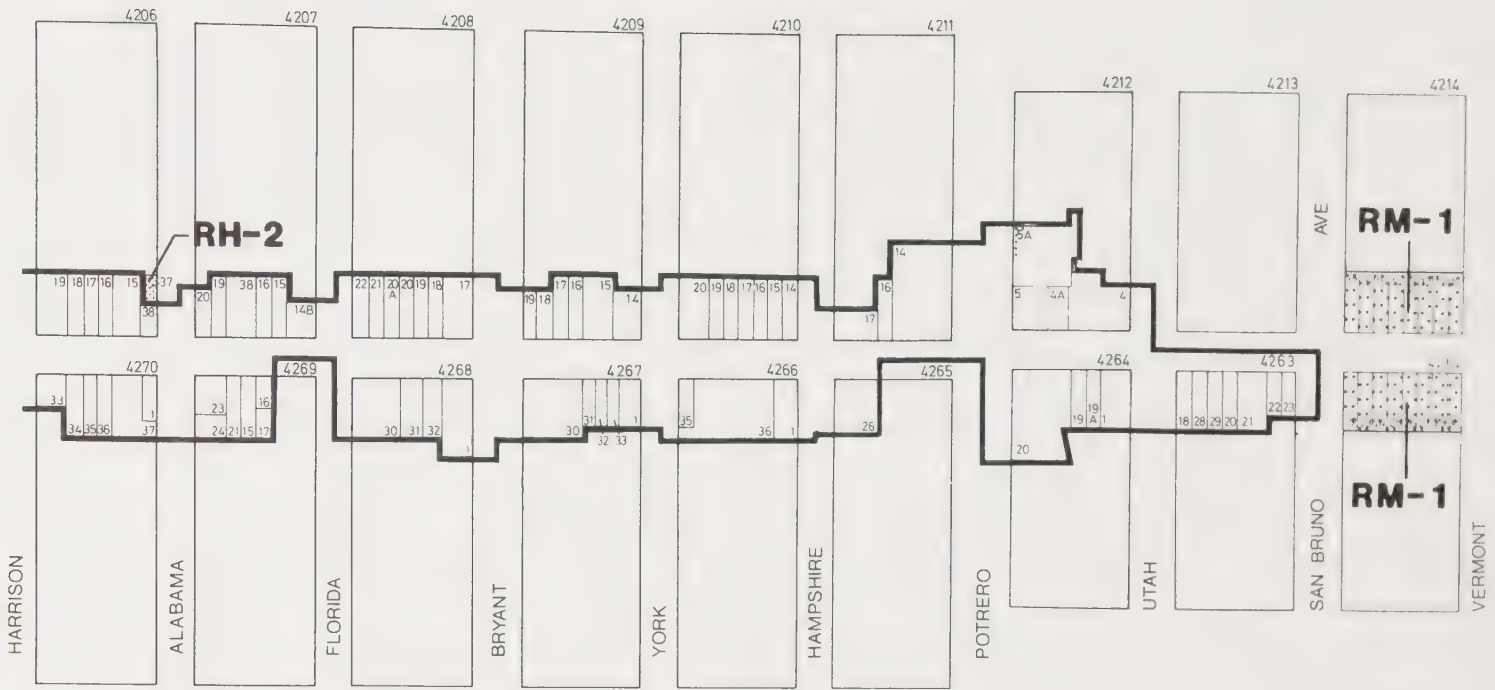 4206 4207 4208 4209 4210 4211
4212 4213 4214
RH-2
AVE
RM-1
5A
14
19 18 17 16 15 37
20 19 38 16 15
22 21 20A 20 19 18 17
19 18 17 16 15 14
20 19 18 17 16 15 14
16
5 4A 4
38
14B
17
4270 4269 4268 4267 4266 4265 4264 4263
33 34 35 36 1 37
23 24 21 15 16 17
30 31 32 1
30 31 32 33 1
35 36 1
26
20 19 19A 1
18 28 29 20 21 22 23
RM-1
HARRISON
ALABAMA
FLORIDA
BRYANT
YORK
HAMPSHIRE
POTRERO
UTAH
SAN BRUNO
VERMONT